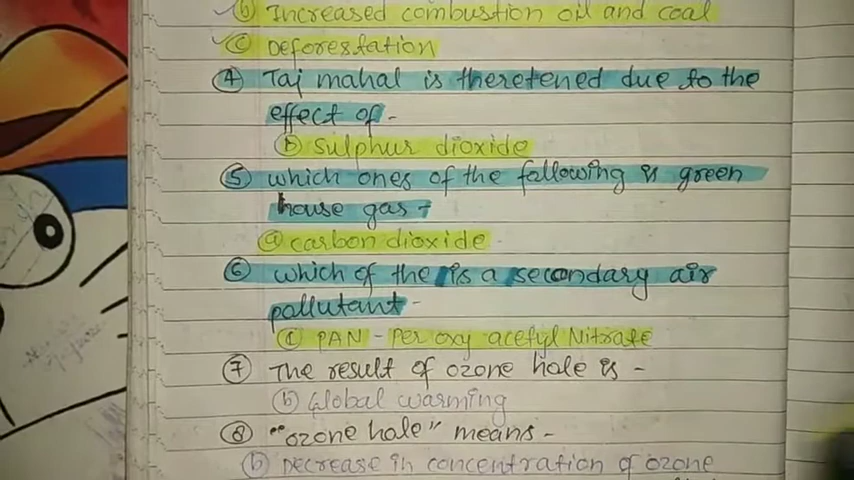 (b) Increased combustion oil and coal
(c) Deforestation
(4) Taj mahal is theretened due to the
effect of -
(b) sulphur dioxide
(5) which ones of the following is green
house gas -
(a) carbon dioxide
(6) which of the is a secondary air
pollutant -
(c) PAN - Per oxy acetyl Nitrate
(7) The result of ozone hole is -
(b) Global warming
(8) "ozone hole" means -
(b) Decrease in concentration of ozone